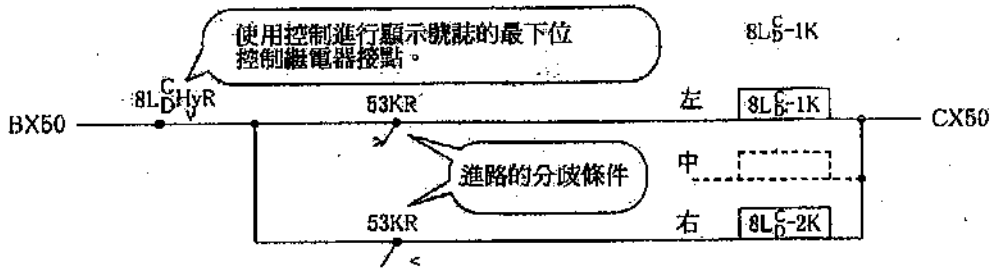 使用控制進行顯示號誌的最下位
控制繼電器接點。
8L C/D-1K
8L C/D HyR
53KR
左
8L C/D-1K
BX50
CX50
中
進路的分歧條件
53KR
右
8L C/D-2K